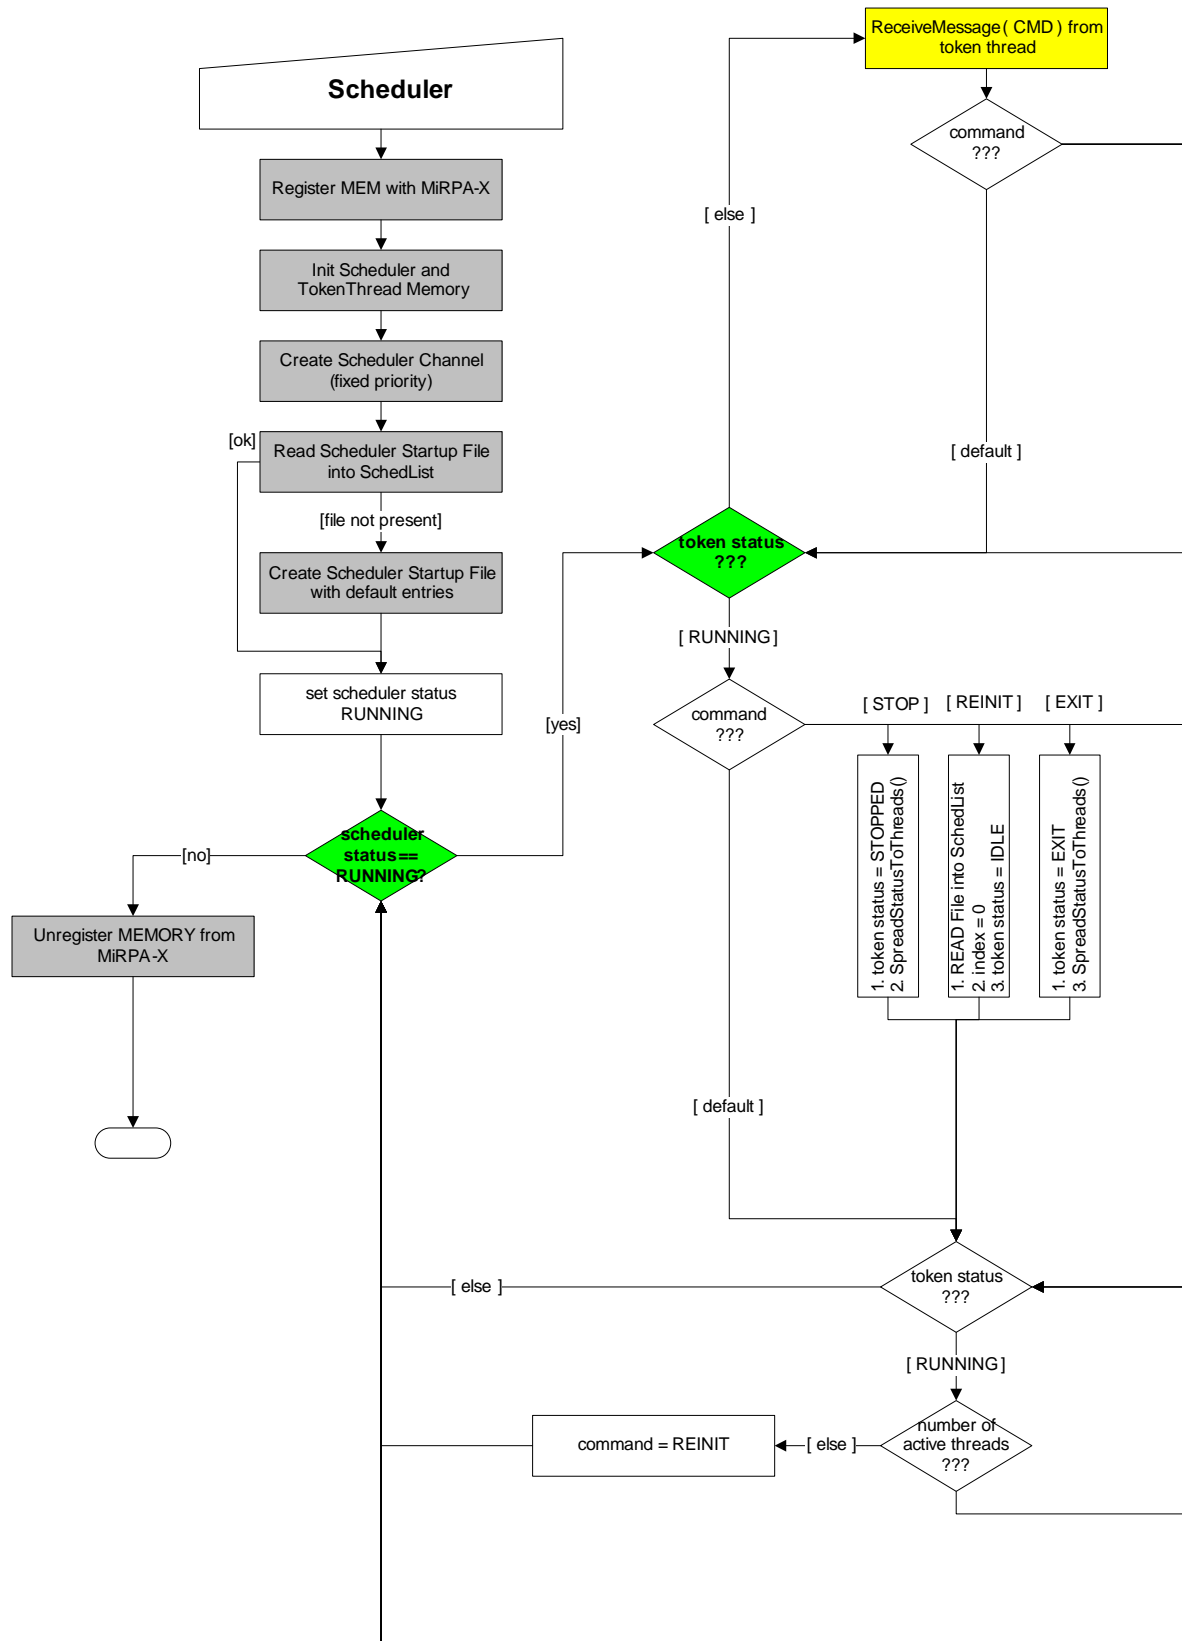 Scheduler
Register MEM with MiRPA-X
Init Scheduler and
TokenThread Memory
Create Scheduler Channel
(fixed priority)
[ok]
Read Scheduler Startup File
into SchedList
[file not present]
Create Scheduler Startup File
with default entries
set scheduler status
RUNNING
scheduler
status==
RUNNING?
[no]
[yes]
Unregister MEMORY from
MiRPA-X
ReceiveMessage( CMD ) from
token thread
command
???
[ else ]
[ default ]
token status
???
[ RUNNING]
command
???
[ STOP ]
[ REINIT ]
[ EXIT ]
1. token status = STOPPED
2. SpreadStatusToThreads()
1. READ File into SchedList
2. index = 0
3. token status = IDLE
1. token status = EXIT
3. SpreadStatusToThreads()
[ default ]
token status
???
[ else ]
[ RUNNING]
number of
active threads
???
[ else ]
command = REINIT